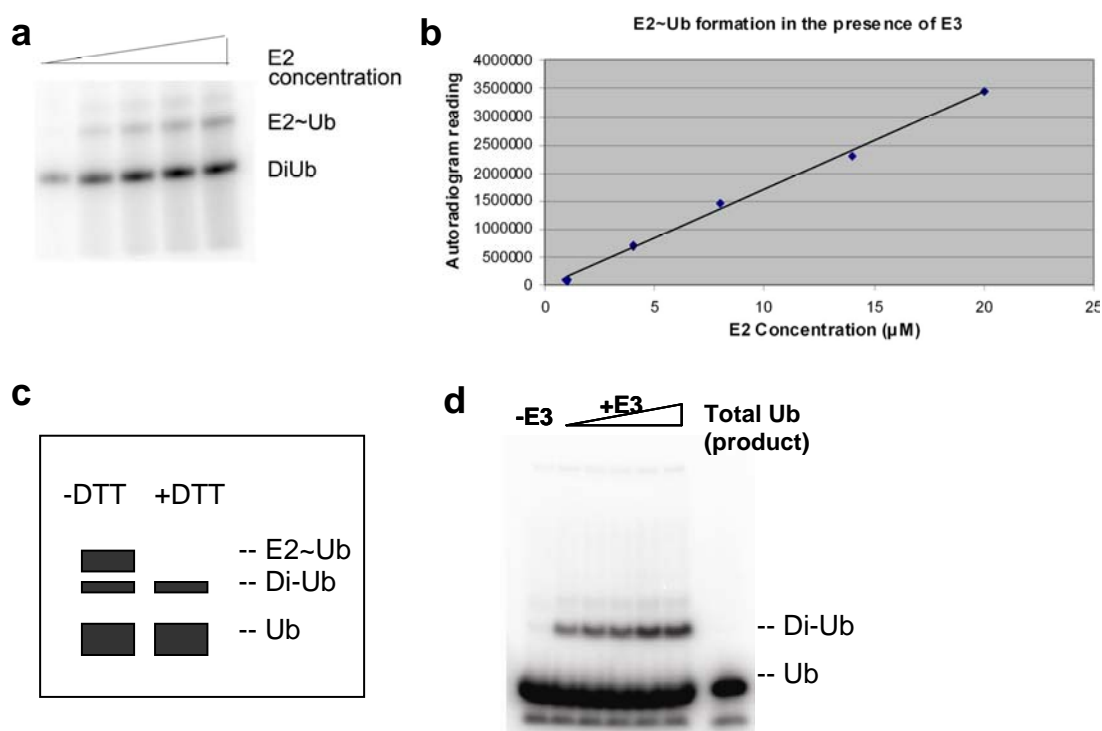 a
E2
concentration
E2~Ub
DiUb
b
E2~Ub formation in the presence of E3
Autoradiogram reading
4000000
3500000
3000000
2500000
2000000
1500000
1000000
500000
0
0 5 10 15 20 25
E2 Concentration (µM)
c
-DTT +DTT
-- E2~Ub
-- Di-Ub
-- Ub
d
-E3 +E3 Total Ub
(product)
-- Di-Ub
-- Ub